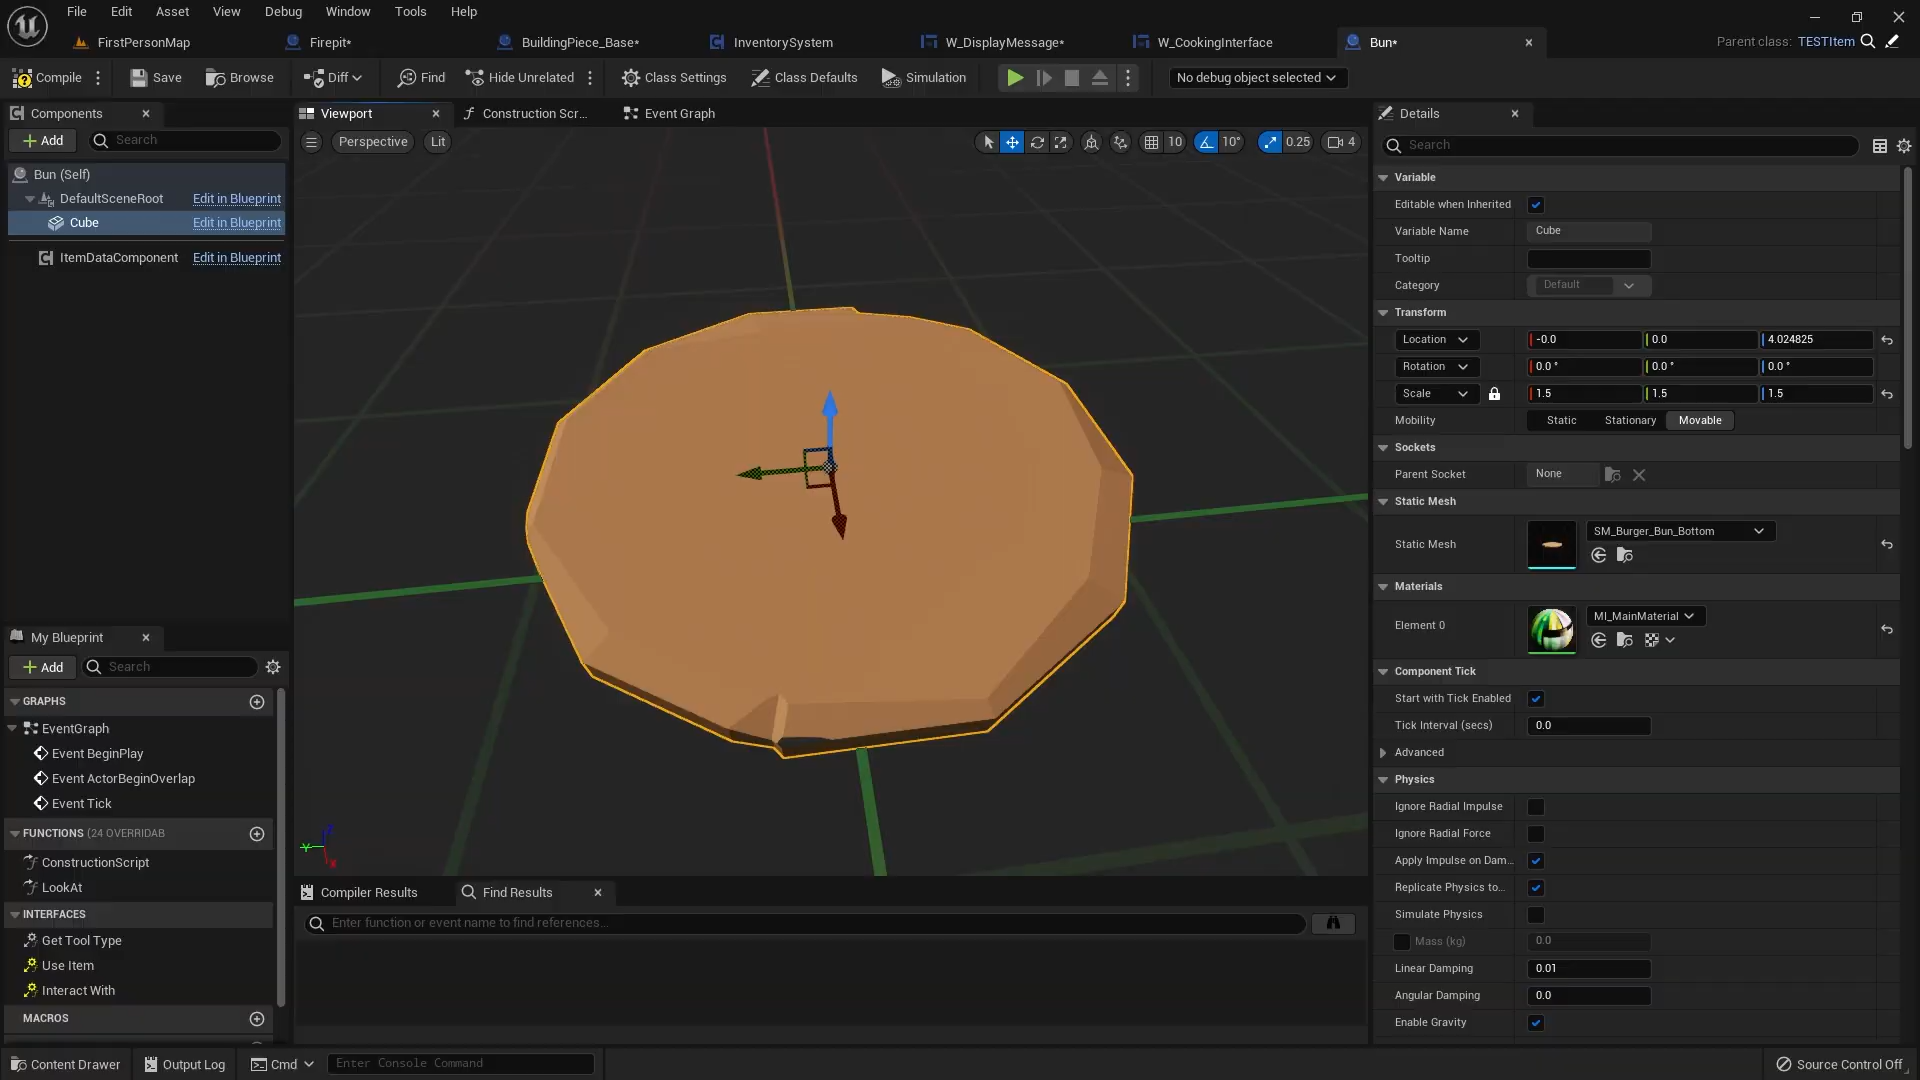 File Edit Asset View Debug Window Tools Help
FirstPersonMap Firepit* BuildingPiece_Base* InventorySystem W_DisplayMessage* W_CookingInterface Bun* Parent class: TESTItem
Compile Save Browse Diff Find Hide Unrelated Class Settings Class Defaults Simulation No debug object selected
Components
Add Search
Bun (Self)
DefaultSceneRoot Edit in Blueprint
Cube Edit in Blueprint
ItemDataComponent Edit in Blueprint
My Blueprint
Add Search
GRAPHS
EventGraph
Event BeginPlay
Event ActorBeginOverlap
Event Tick
FUNCTIONS (24 OVERRIDAB
ConstructionScript
LookAt
INTERFACES
Get Tool Type
Use Item
Interact With
MACROS
Viewport Construction Scr... Event Graph
Perspective Lit 10 10° 0.25 4
Compiler Results Find Results
Enter function or event name to find references...
Details
Search
Variable
Editable when Inherited
Variable Name Cube
Tooltip
Category Default
Transform
Location -0.0 0.0 4.024825
Rotation 0.0 ° 0.0 ° 0.0 °
Scale 1.5 1.5 1.5
Mobility Static Stationary Movable
Sockets
Parent Socket None
Static Mesh
Static Mesh SM_Burger_Bun_Bottom
Materials
Element 0 MI_MainMaterial
Component Tick
Start with Tick Enabled
Tick Interval (secs) 0.0
Advanced
Physics
Ignore Radial Impulse
Ignore Radial Force
Apply Impulse on Dam...
Replicate Physics to...
Simulate Physics
Mass (kg) 0.0
Linear Damping 0.01
Angular Damping 0.0
Enable Gravity
Content Drawer Output Log Cmd Enter Console Command Source Control Off